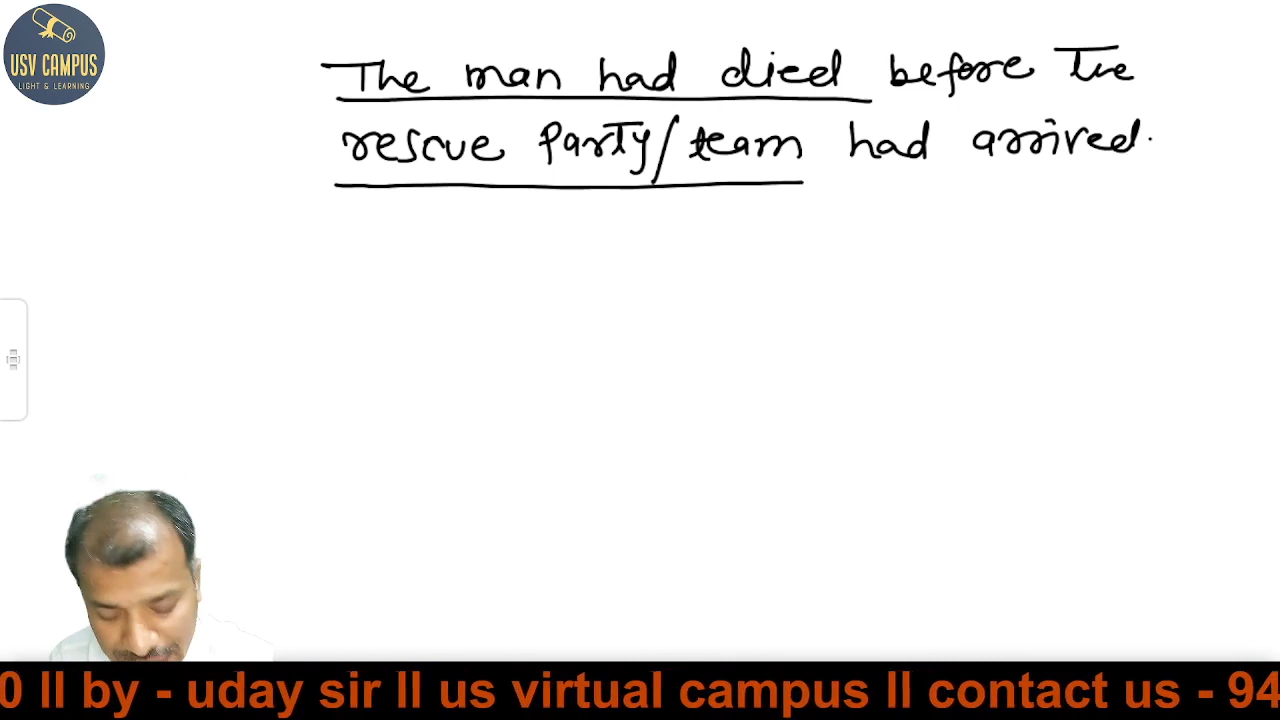 USV CAMPUS
LIGHT & LEARNING
The man had died before the
rescue Party/team had arrived.
0 ll by - uday sir ll us virtual campus ll contact us - 94